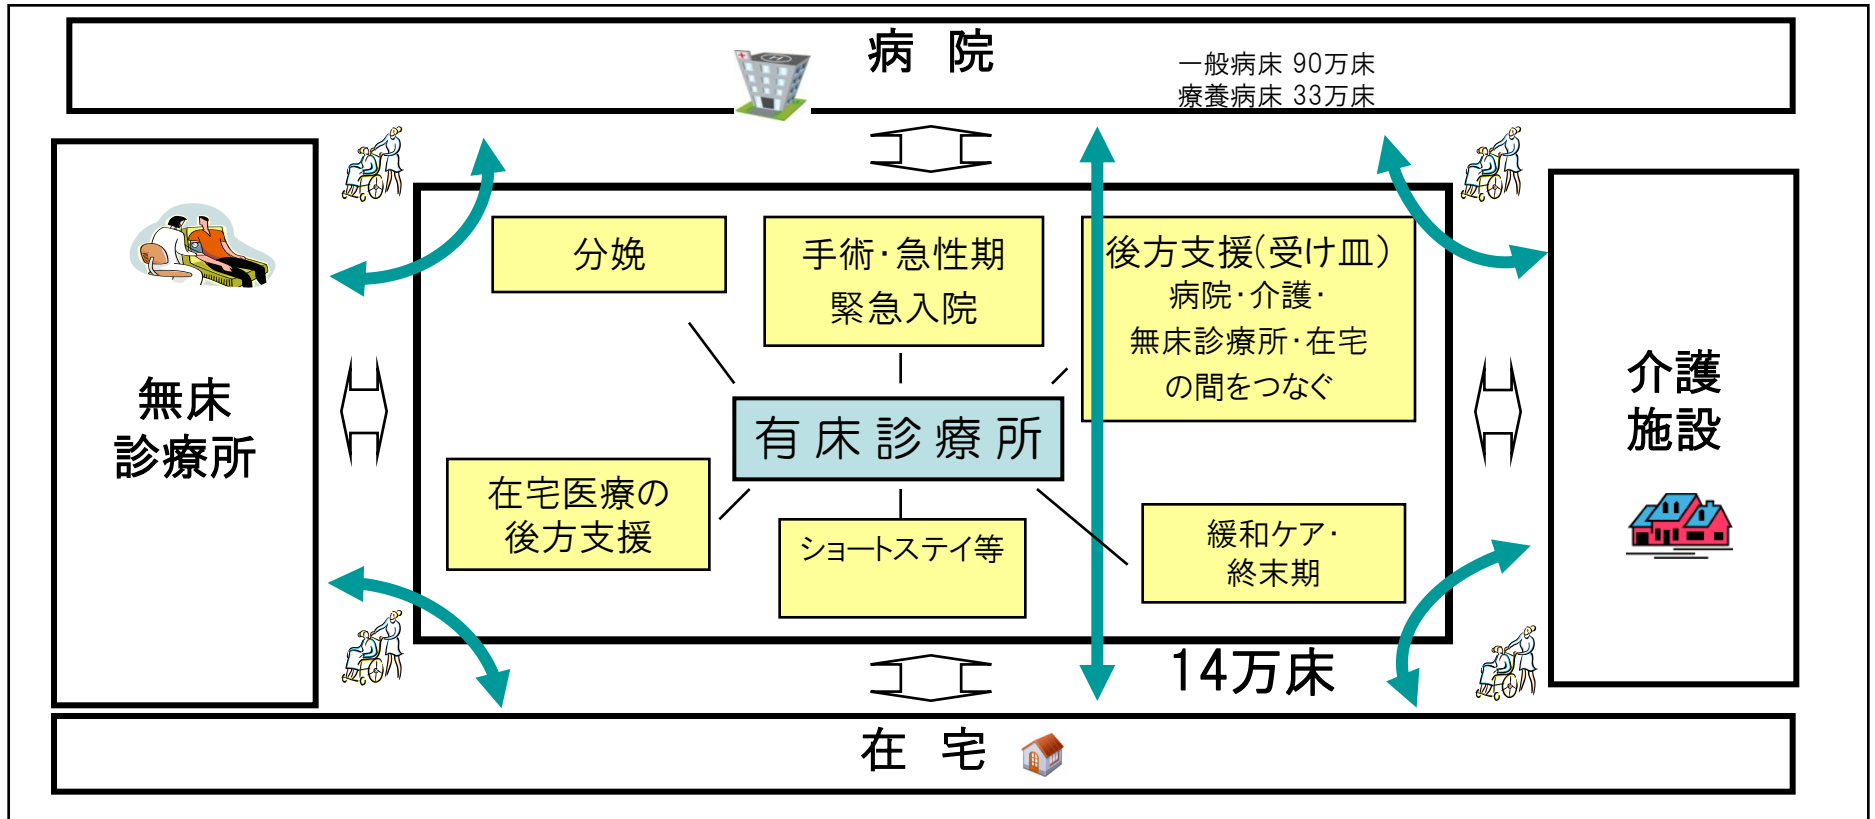 病 院
一般病床 90万床
療養病床 33万床
無床
診療所
分娩
手術・急性期
緊急入院
後方支援(受け皿)
病院・介護・
無床診療所・在宅
の間をつなぐ
有床診療所
在宅医療の
後方支援
ショートステイ等
緩和ケア・
終末期
介護
施設
14万床
在 宅